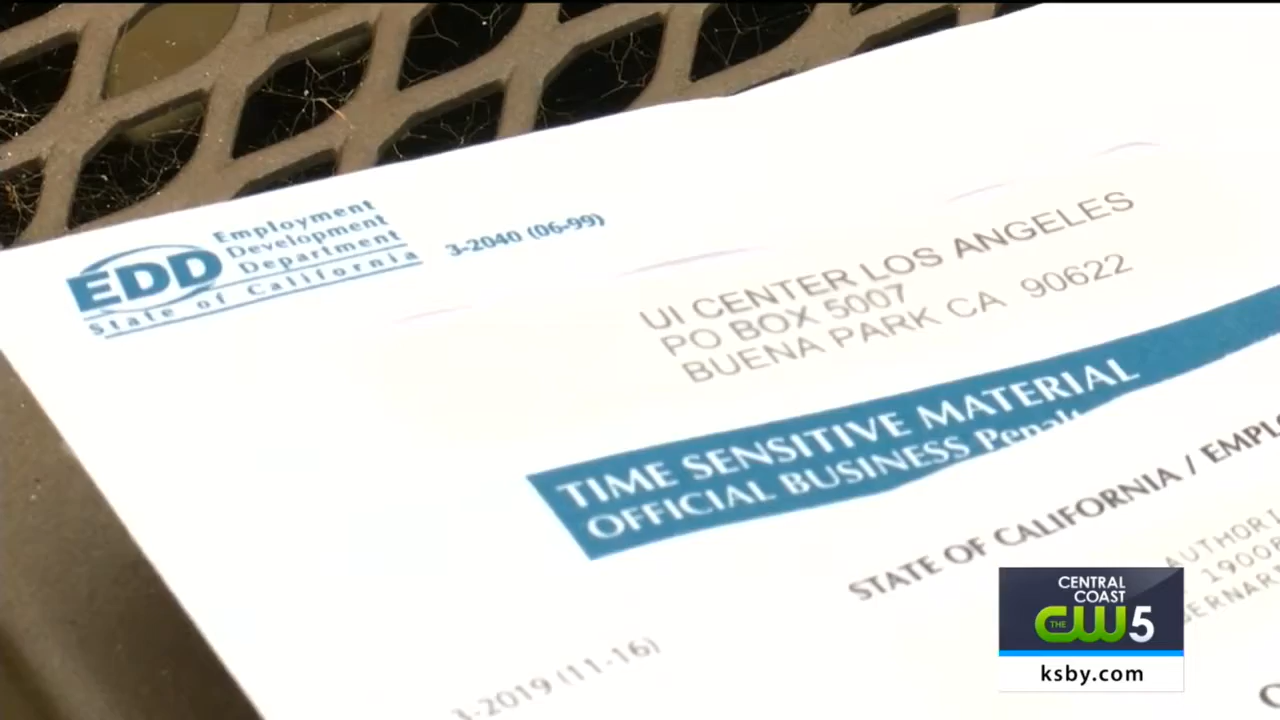 Employment
Development
Department
EDD
State of California
3-2040 (06-99)
UI CENTER LOS ANGELES
PO BOX 5007
BUENA PARK CA 90622
TIME SENSITIVE MATERIAL
OFFICIAL BUSINESS
STATE OF CALIFORNIA /
3-2019 (11-16)
CENTRAL
COAST
THE CW5
ksby.com